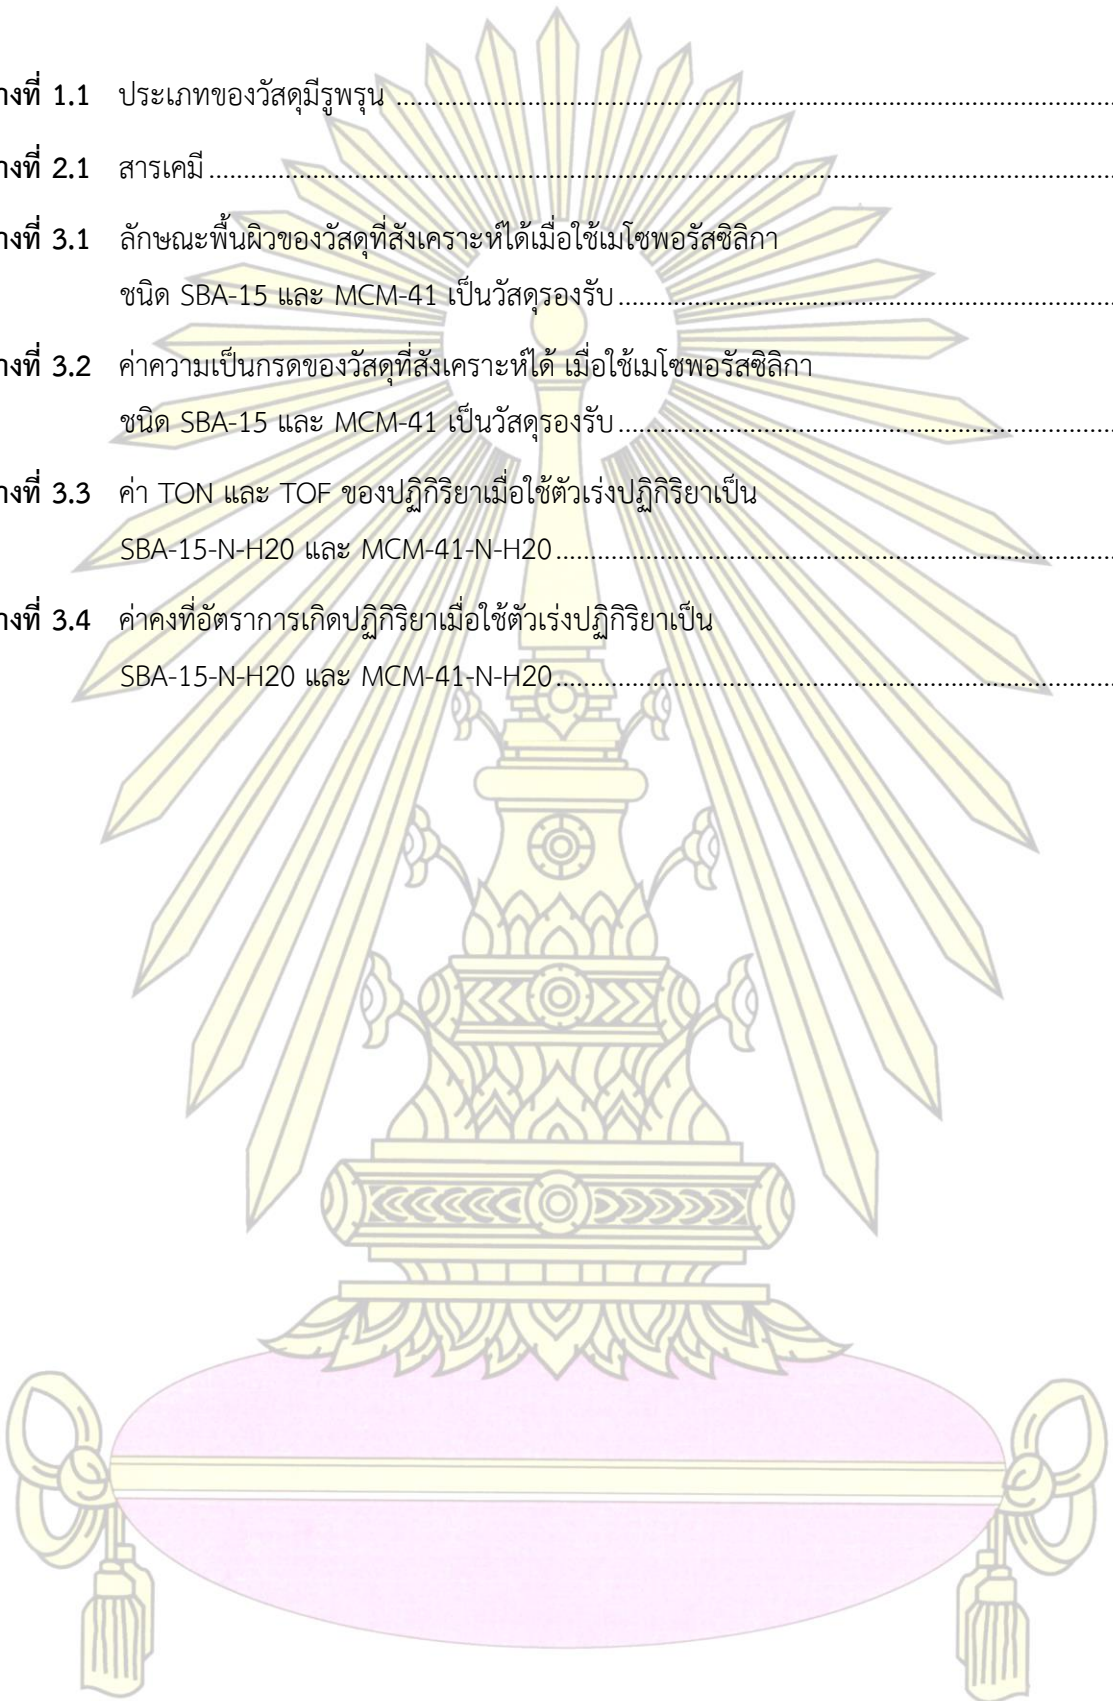 างที่ 1.1 ประเภทของวัสดุมีรูพรุน ........................................................................................................
างที่ 2.1 สารเคมี ........................................................................................................
างที่ 3.1 ลักษณะพื้นผิวของวัสดุที่สังเคราะห์ได้เมื่อใช้เมโซพอรัสซิลิกา
ชนิด SBA-15 และ MCM-41 เป็นวัสดุรองรับ ........................................................................
างที่ 3.2 ค่าความเป็นกรดของวัสดุที่สังเคราะห์ได้ เมื่อใช้เมโซพอรัสซิลิกา
ชนิด SBA-15 และ MCM-41 เป็นวัสดุรองรับ ........................................................................
างที่ 3.3 ค่า TON และ TOF ของปฏิกิริยาเมื่อใช้ตัวเร่งปฏิกิริยาเป็น
SBA-15-N-H20 และ MCM-41-N-H20 ................................................................................
างที่ 3.4 ค่าคงที่อัตราการเกิดปฏิกิริยาเมื่อใช้ตัวเร่งปฏิกิริยาเป็น
SBA-15-N-H20 และ MCM-41-N-H20 ................................................................................